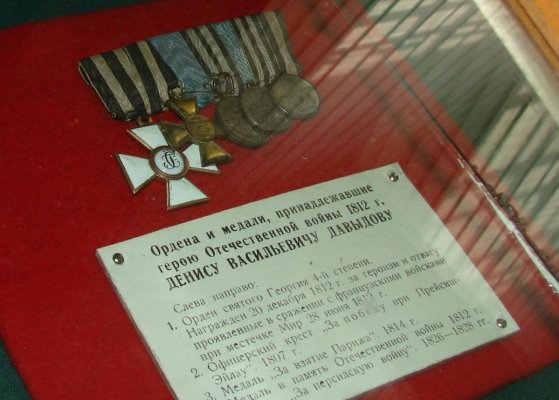 Ордена и медали, принадлежавшие
герою Отечественной войны 1812 г.
ДЕНИСУ ВАСИЛЬЕВИЧУ ДАВЫДОВУ
Слева направо:
1. Орден святого Георгия 4-й степени.
Награжден 20 декабря 1812 г. за героизм и отвагу
проявленные в сражении с французскими войсками
при местечке Мир 28 июня 1812 г.
2. Офицерский крест „За победу при Прейсиш-
Эйлау". 1807 г.
3. Медаль „За взятие Парижа". 1814 г.
Медаль „В память Отечественной войны 1812 г.
„За персидскую войну". 1826—1828 гг.